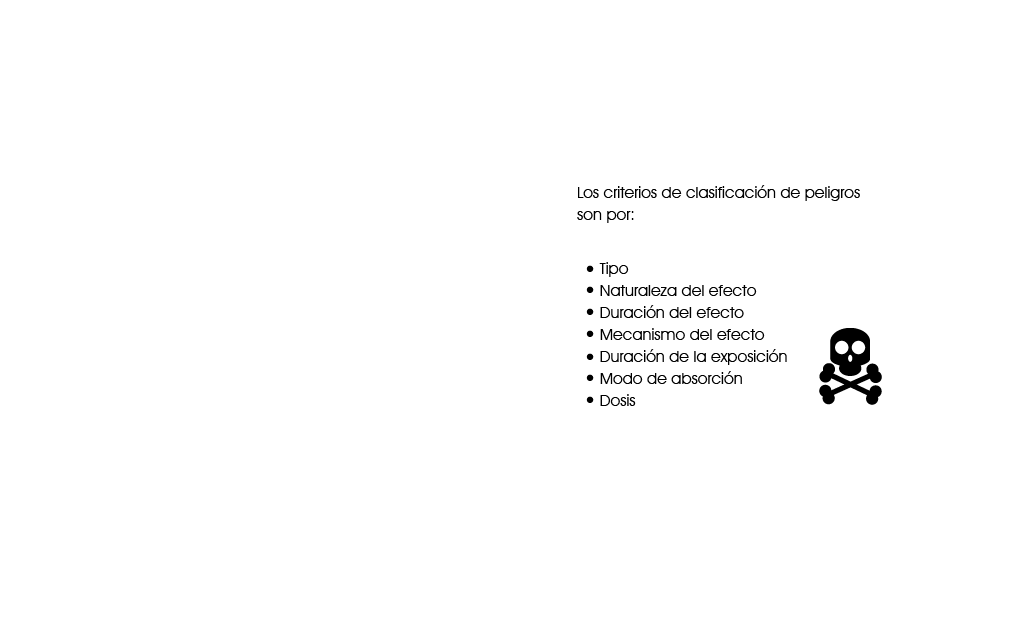 Los criterios de clasificación de peligros
son por:
• Tipo
• Naturaleza del efecto
• Duración del efecto
• Mecanismo del efecto
• Duración de la exposición
• Modo de absorción
• Dosis